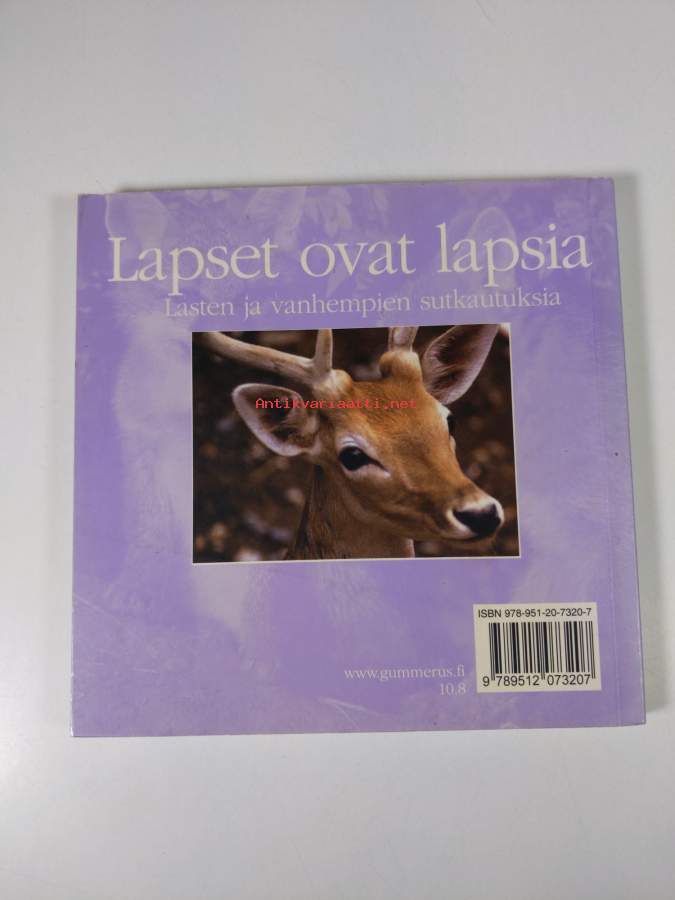 Lapset ovat lapsia
Lasten ja vanhempien sutkautuksia
Antikvariaatti.net
ISBN 978-951-20-7320-7
www.gummerus.fi
10.8
9 789512 073207